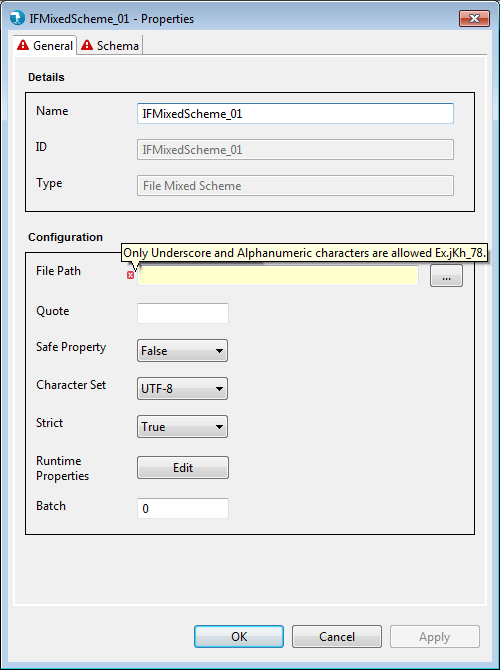 IFMixedScheme_01 - Properties
General Schema
Details
Name IFMixedScheme_01
ID IFMixedScheme_01
Type File Mixed Scheme
Configuration
Only Underscore and Alphanumeric characters are allowed Ex.jKh_78.
File Path ...
Quote
Safe Property False
Character Set UTF-8
Strict True
Runtime
Properties Edit
Batch 0
OK Cancel Apply